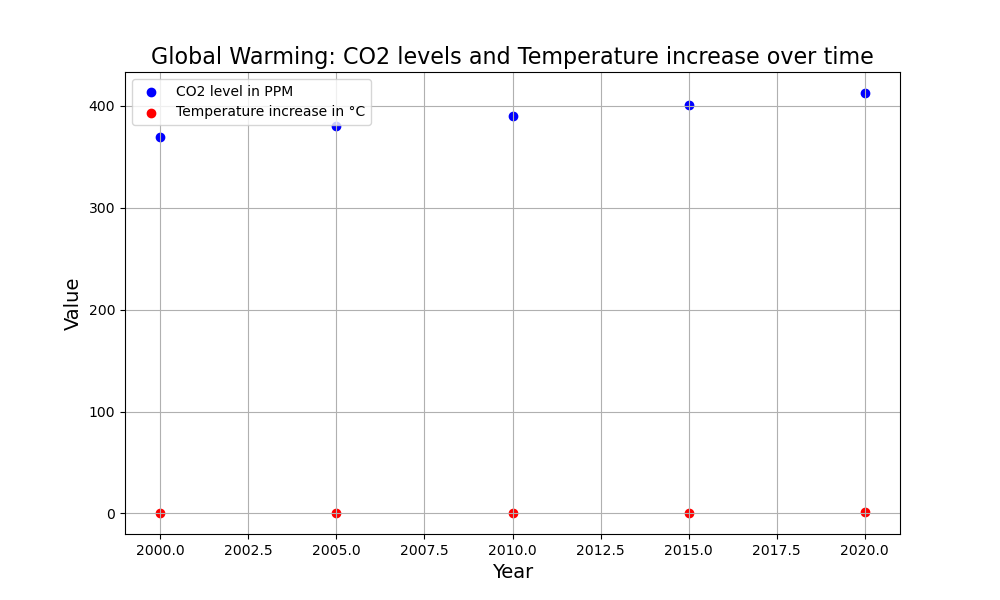 Global Warming: CO2 levels and Temperature increase over time
CO2 level in PPM
Temperature increase in °C
400
300
200
100
0
Value
2000.0 2002.5 2005.0 2007.5 2010.0 2012.5 2015.0 2017.5 2020.0
Year